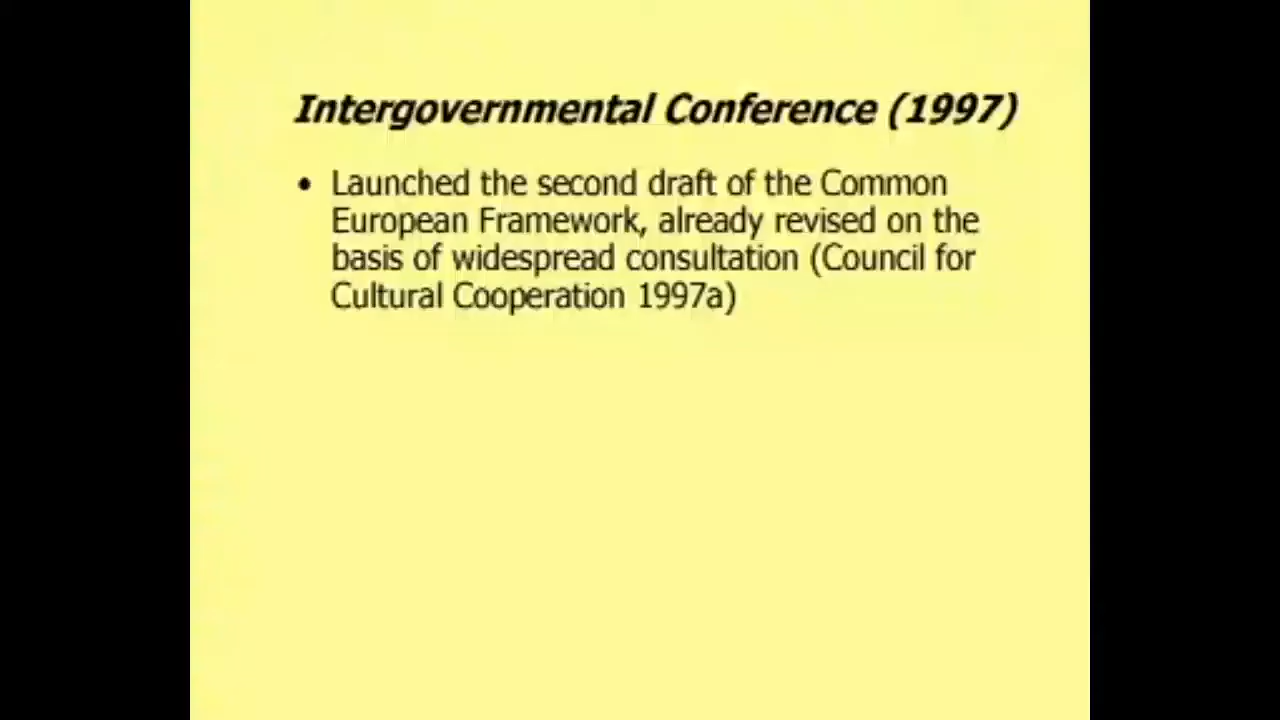 Intergovernmental Conference (1997)
• Launched the second draft of the Common
European Framework, already revised on the
basis of widespread consultation (Council for
Cultural Cooperation 1997a)